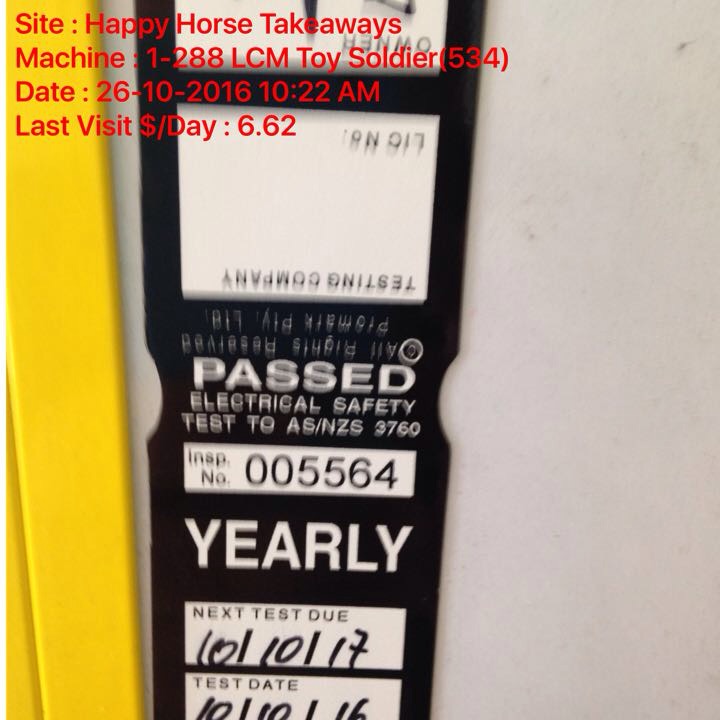 Site : Happy Horse Takeaways
Machine : 1-288 LCM Toy Soldier(534)
Date : 26-10-2016 10:22 AM
Last Visit $/Day : 6.62
OWNER
LIC No.
TESTING COMPANY
Promark Pty. Ltd.
© All Rights Reserved
PASSED
ELECTRICAL SAFETY
TEST TO AS/NZS 3760
Insp. No. 005564
YEARLY
NEXT TEST DUE
10/10/17
TEST DATE
10/10/16